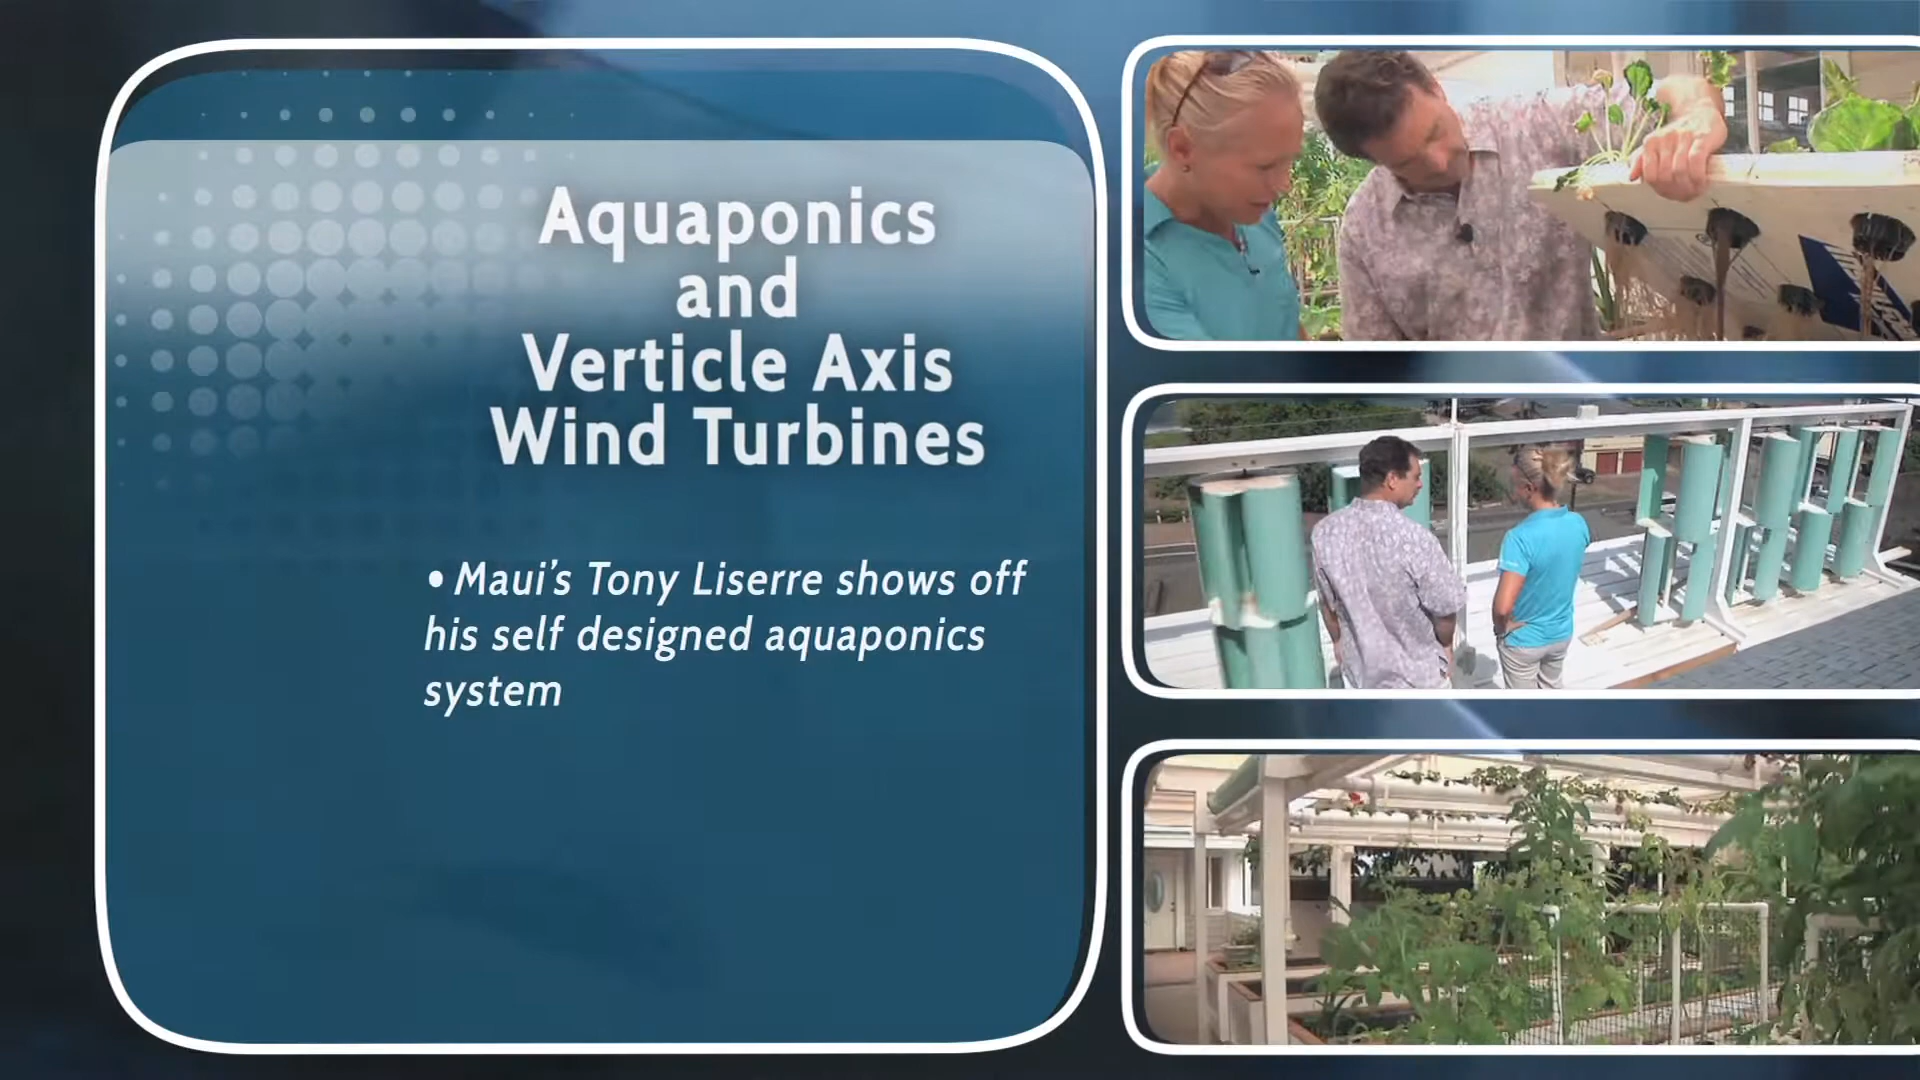 Aquaponics
and
Verticle Axis
Wind Turbines
• Maui's Tony Liserre shows off
his self designed aquaponics
system